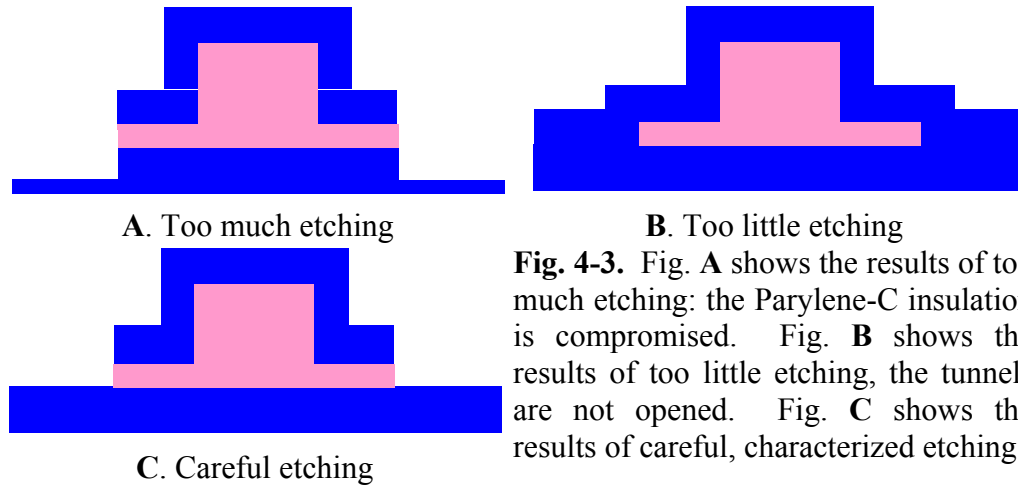 A. Too much etching
B. Too little etching
Fig. 4-3. Fig. A shows the results of to
much etching: the Parylene-C insulation
is compromised. Fig. B shows th
results of too little etching, the tunnel
are not opened. Fig. C shows th
results of careful, characterized etching
C. Careful etching